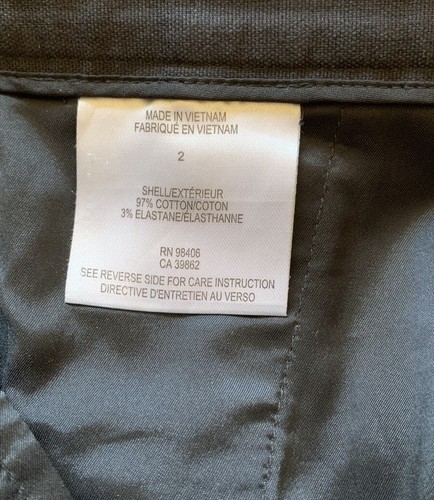 MADE IN VIETNAM
FABRIQUÉ EN VIETNAM
2
SHELL/EXTÉRIEUR
97% COTTON/COTON
3% ELASTANE/ÉLASTHANNE
RN 98406
CA 39862
SEE REVERSE SIDE FOR CARE INSTRUCTION
DIRECTIVE D'ENTRETIEN AU VERSO